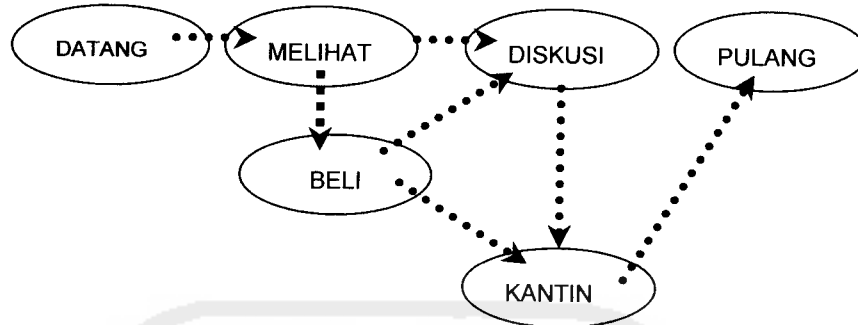 DATANG
MELIHAT
DISKUSI
PULANG
BELI
KANTIN